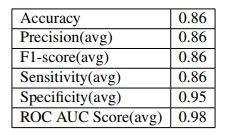 Accuracy 0.86
Precision(avg) 0.86
F1-score(avg) 0.86
Sensitivity(avg) 0.86
Specificity(avg) 0.95
ROC AUC Score(avg) 0.98